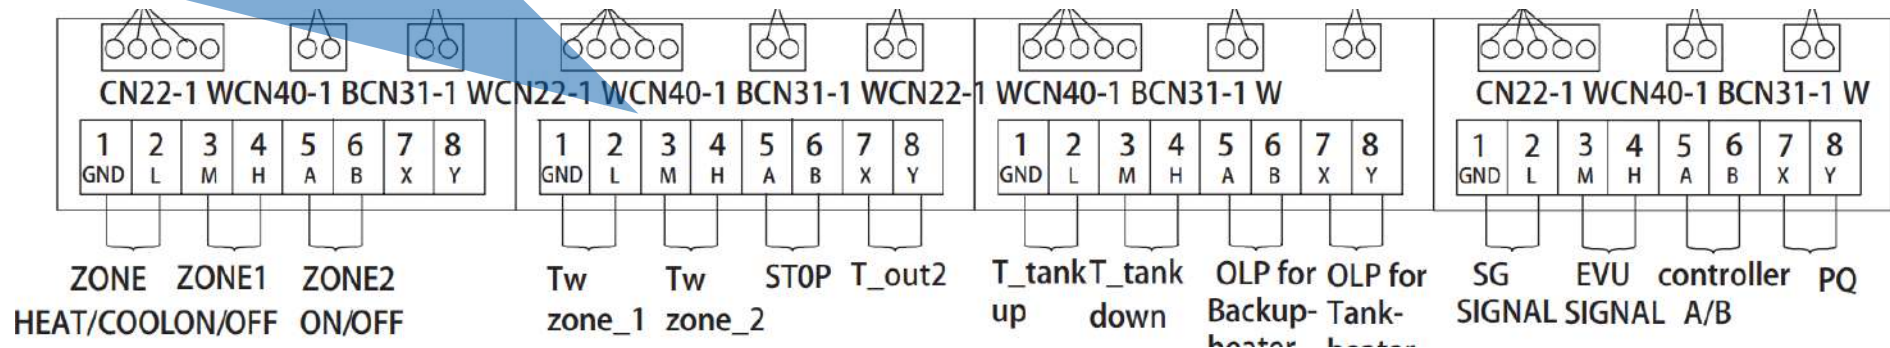 CN22-1 WCN40-1 BCN31-1 WCN22-1 WCN40-1 BCN31-1 WCN22-1 WCN40-1 BCN31-1 W CN22-1 WCN40-1 BCN31-1 W
1 2 3 4 5 6 7 8 1 2 3 4 5 6 7 8 1 2 3 4 5 6 7 8 1 2 3 4 5 6 7 8
GND L M H A B X Y GND L M H A B X Y GND L M H A B X Y GND L M H A B X Y
ZONE ZONE1 ZONE2 Tw Tw ST0P T_out2 T_tank T_tank OLP for OLP for SG EVU controller PQ
HEAT/COOL ON/OFF ON/OFF zone_1 zone_2 up down Backup- Tank- SIGNAL SIGNAL A/B